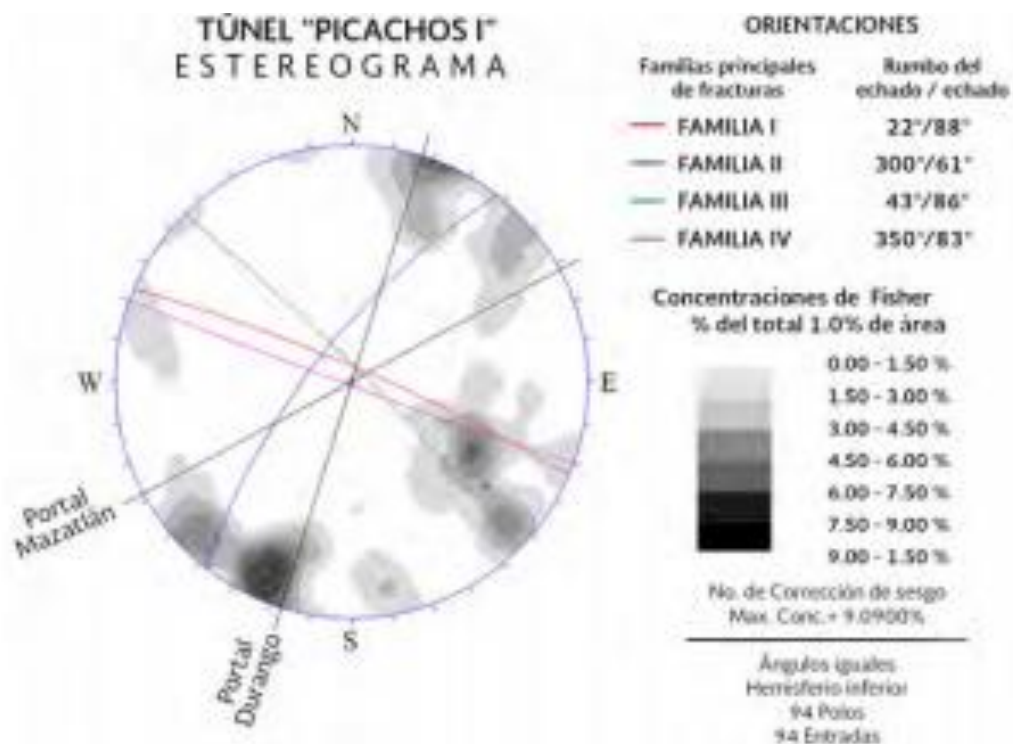 TÚNEL "PICACHOS I"
ESTEREOGRAMA
N
W
E
S
Portal
Mazatlán
Portal
Durango
ORIENTACIONES
Familias principales
de fracturas
Rumbo del
echado / echado
FAMILIA I 22°/88°
FAMILIA II 300°/61°
FAMILIA III 43°/86°
FAMILIA IV 350°/83°
Concentraciones de Fisher
% del total 1.0% de área
0.00 - 1.50 %
1.50 - 3.00 %
3.00 - 4.50 %
4.50 - 6.00 %
6.00 - 7.50 %
7.50 - 9.00 %
9.00 - 1.50 %
No. de Corrección de sesgo
Max. Conc.= 9.0900%
Ángulos iguales
Hemisferio inferior
94 Polos
94 Entradas